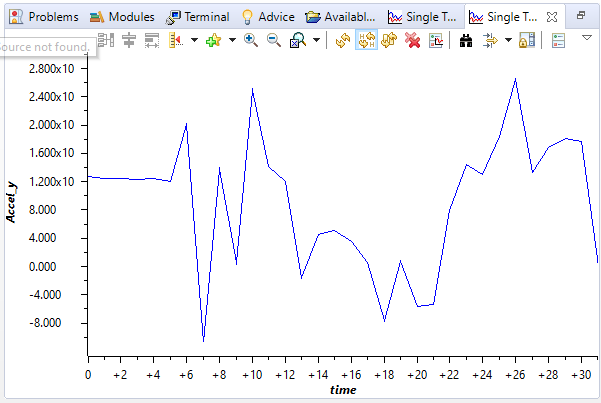 Problems Modules Terminal Advice Availabl... Single T... Single T...
Source not found.
2.800x10
2.400x10
2.000x10
1.600x10
1.200x10
8.000
4.000
0.000
-4.000
-8.000
Accel_y
0 +2 +4 +6 +8 +10 +12 +14 +16 +18 +20 +22 +24 +26 +28 +30
time